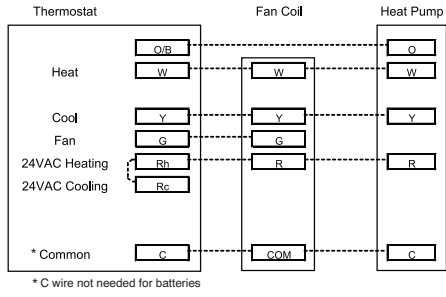 Thermostat Fan Coil Heat Pump
O/B O
Heat W W W
Cool Y Y Y
Fan G G
24VAC Heating Rh R R
24VAC Cooling Rc
* Common C COM C
* C wire not needed for batteries